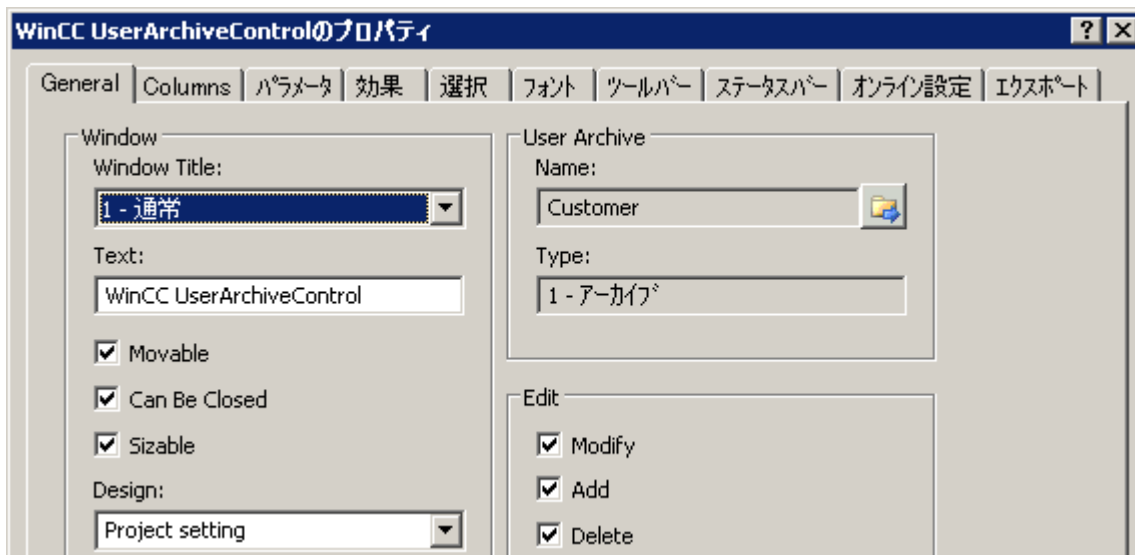 WinCC UserArchiveControlのプロパティ
General
Columns
パラメータ
効果
選択
フォント
ツールバー
ステータスバー
オンライン設定
エクスポート
Window
Window Title:
1 - 通常
Text:
WinCC UserArchiveControl
Movable
Can Be Closed
Sizable
Design:
Project setting
User Archive
Name:
Customer
Type:
1 - アーカイブ
Edit
Modify
Add
Delete